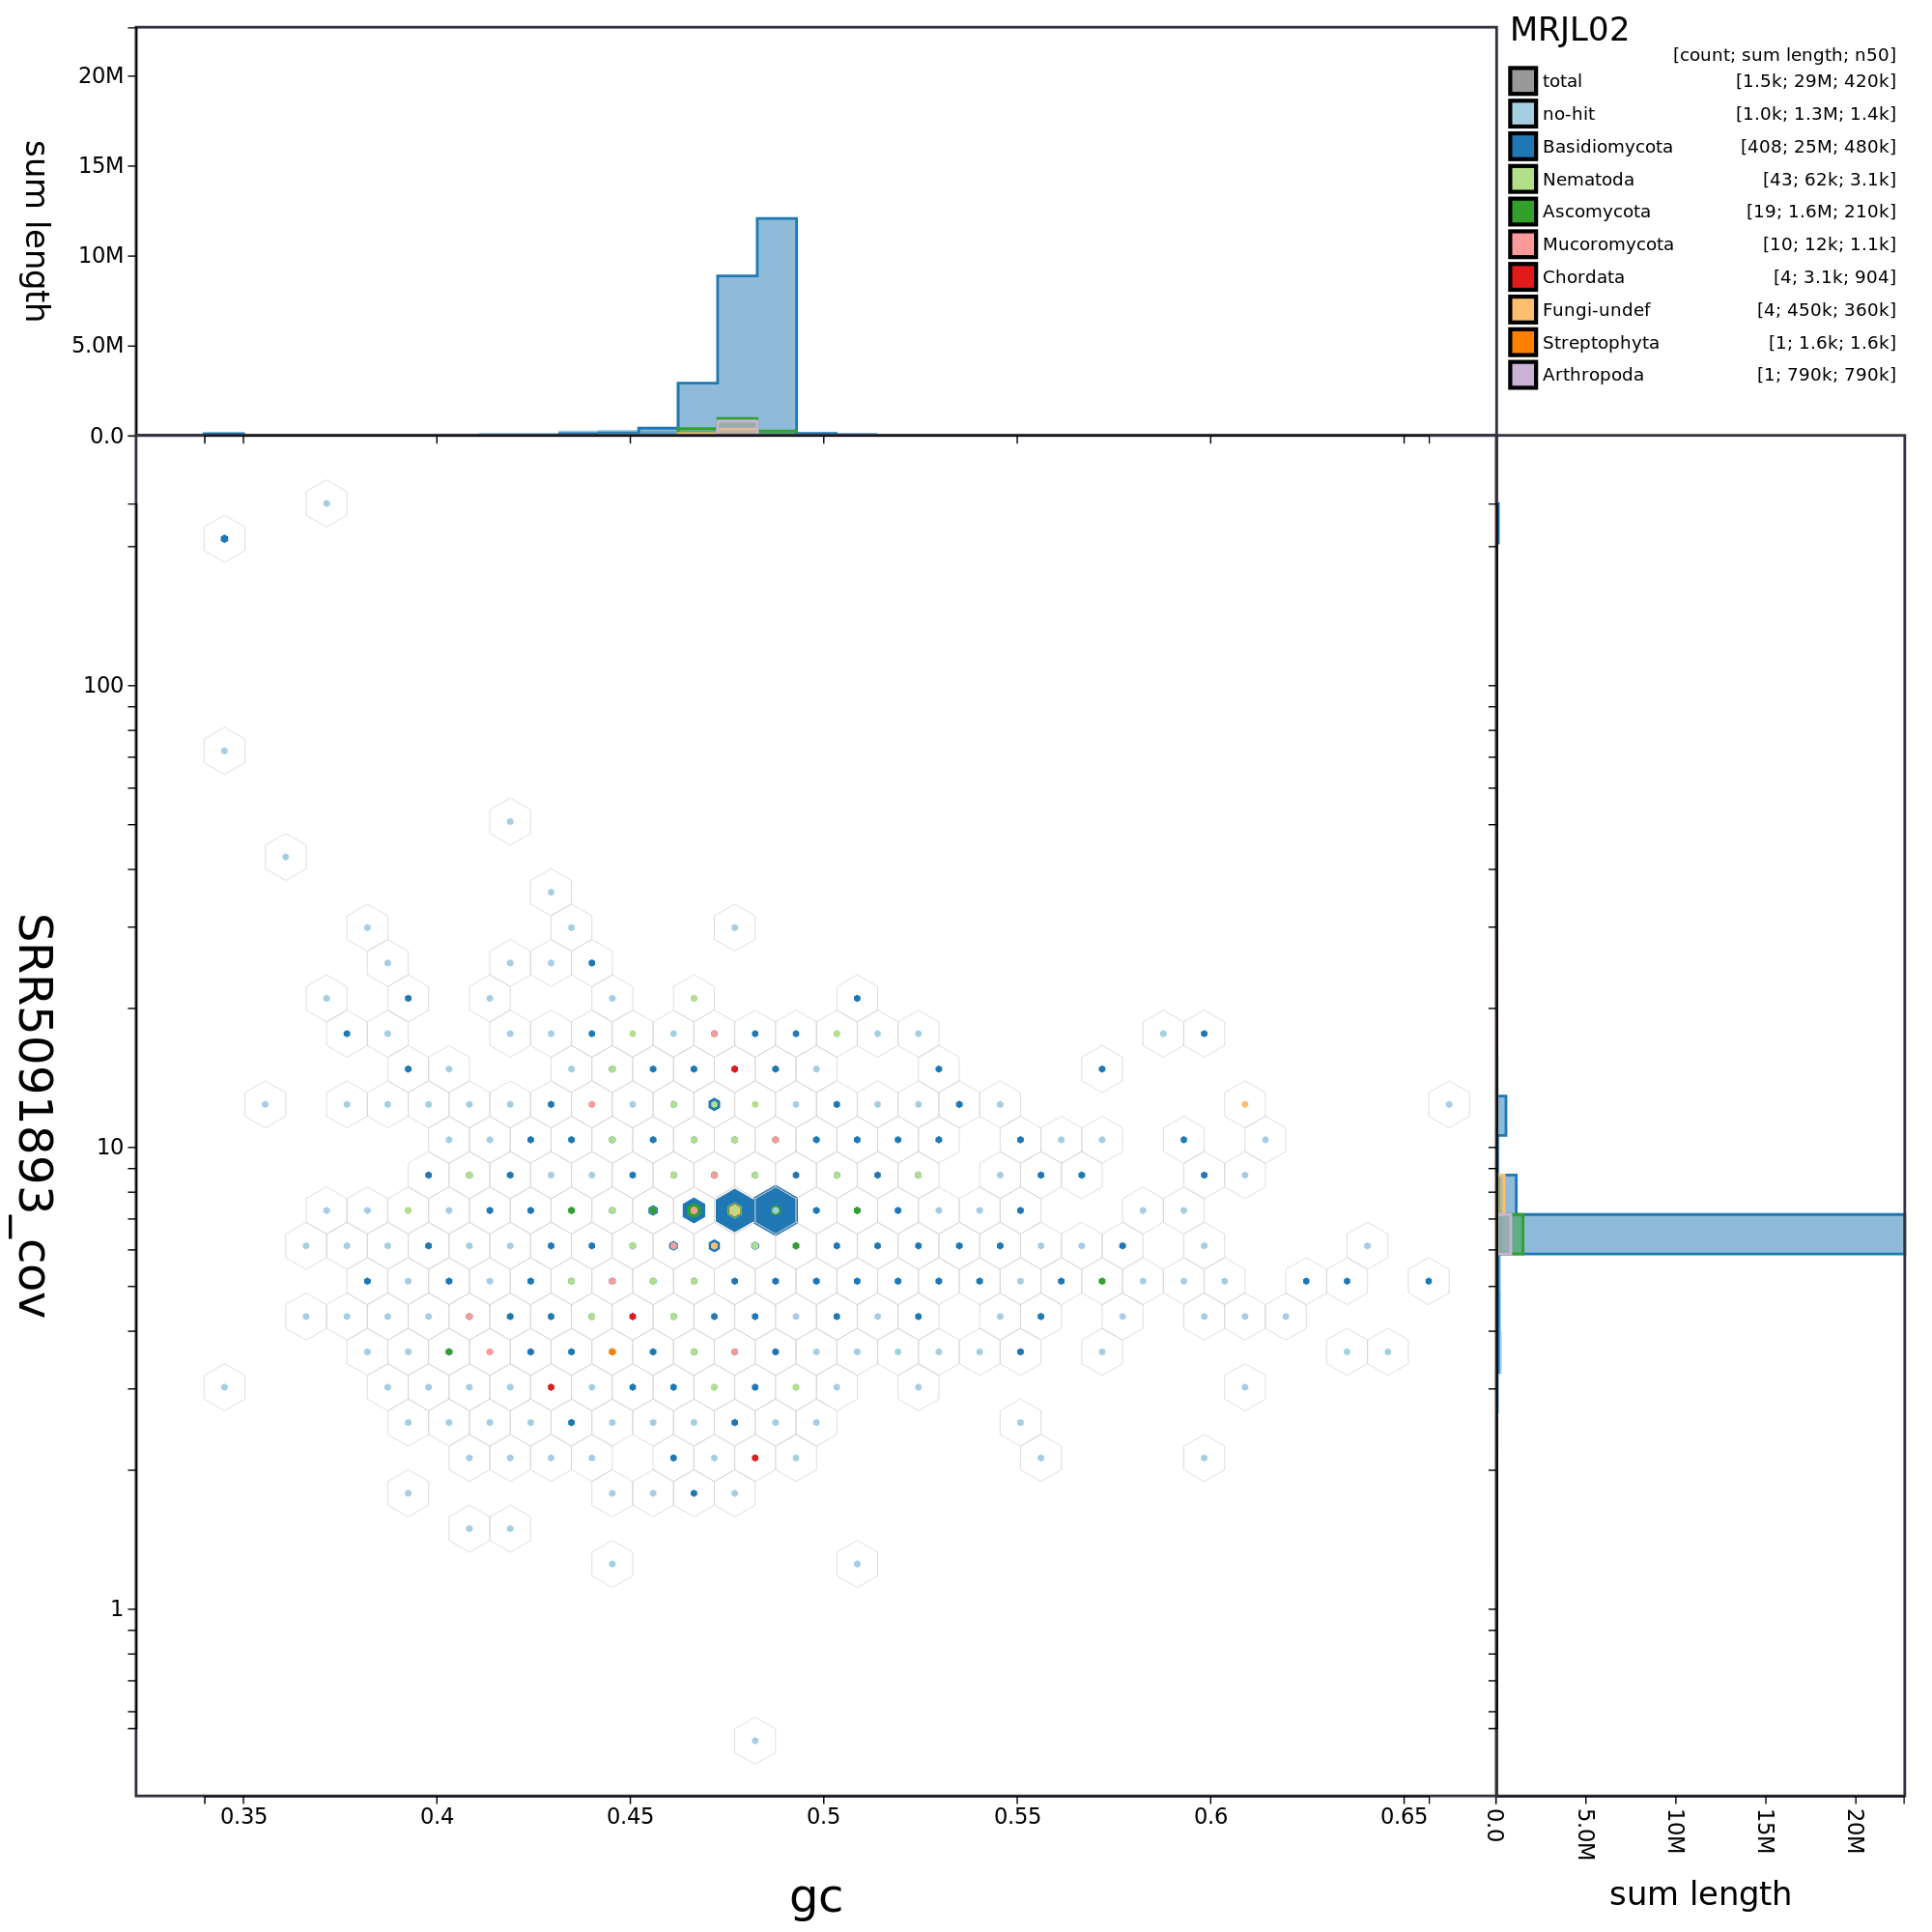 MRJL02
[count; sum length; n50]
total [1.5k; 29M; 420k]
no-hit [1.0k; 1.3M; 1.4k]
Basidiomycota [408; 25M; 480k]
Nematoda [43; 62k; 3.1k]
Ascomycota [19; 1.6M; 210k]
Mucoromycota [10; 12k; 1.1k]
Chordata [4; 3.1k; 904]
Fungi-undef [4; 450k; 360k]
Streptophyta [1; 1.6k; 1.6k]
Arthropoda [1; 790k; 790k]
sum length
20M
15M
10M
5.0M
0.0
SRR5091893_cov
100
10
1
0.35 0.4 0.45 0.5 0.55 0.6 0.65
gc
0.0 5.0M 10M 15M 20M
sum length